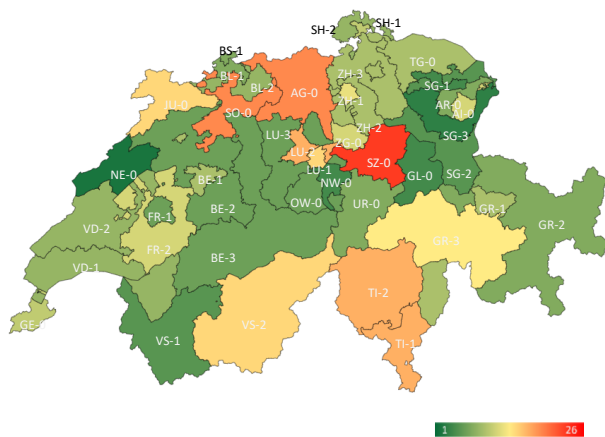 SH-2
SH-1
BS-1
BL-1
BL-2
AG-0
TG-0
ZH-3
ZH-1
SG-1
AR-0
AI-0
JU-0
SO-0
LU-3
ZH-2
ZG-0
SG-3
LU-2
LU-1
SZ-0
NE-0
BE-1
NW-0
GL-0
SG-2
FR-1
BE-2
OW-0
UR-0
GR-1
VD-2
GR-2
FR-2
BE-3
GR-3
VD-1
TI-2
GE-0
VS-2
VS-1
TI-1
1
26